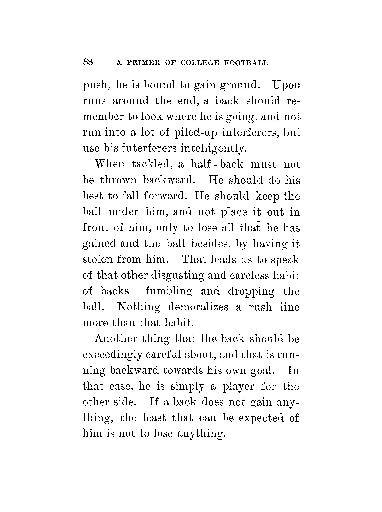 88 A PRIMER OF COLLEGE FOOTBALL
push, he is bound to gain ground. Upon
runs around the end, a back should re-
member to look where he is going, and not
run into a lot of piled-up interferers, but
use his interferers intelligently.
When tackled, a half-back must not
be thrown backward. He should do his
best to fall forward. He should keep the
ball under him, and not place it out in
front of him, only to lose all that he has
gained and the ball besides, by having it
stolen from him. That leads us to speak
of that other disgusting and careless habit
of backs—fumbling and dropping the
ball. Nothing demoralizes a rush line
more than that habit.
Another thing that the back should be
exceedingly careful about, and that is run-
ning backward towards his own goal. In
that case, he is simply a player for the
other side. If a back does not gain any-
thing, the least that can be expected of
him is not to lose anything.